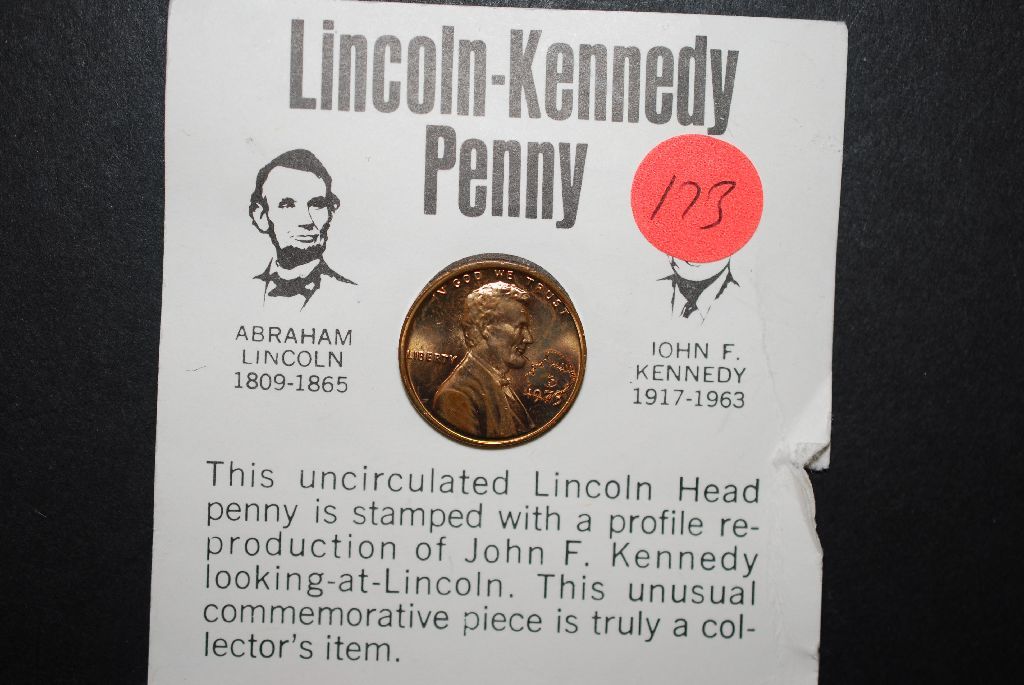 Lincoln-Kennedy
Penny
173
IN GOD WE TRUST
LIBERTY
ABRAHAM
LINCOLN
1809-1865
JOHN F.
KENNEDY
1917-1963
This uncirculated Lincoln Head
penny is stamped with a profile re-
production of John F. Kennedy
looking-at-Lincoln. This unusual
commemorative piece is truly a col-
lector's item.